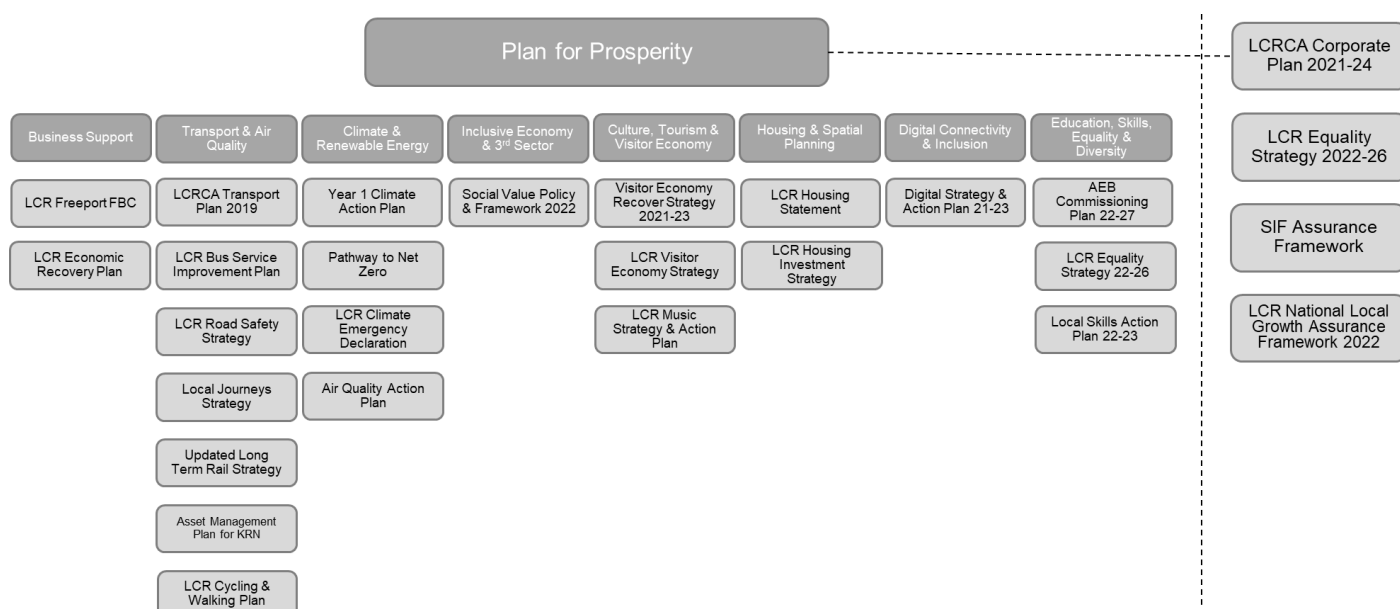 Plan for Prosperity
Business Support
LCR Freeport FBC
LCR Economic
Recovery Plan
Transport & Air
Quality
LCRCA Transport
Plan 2019
LCR Bus Service
Improvement Plan
LCR Road Safety
Strategy
Local Journeys
Strategy
Updated Long
Term Rail Strategy
Asset Management
Plan for KRN
LCR Cycling &
Walking Plan
Climate &
Renewable Energy
Year 1 Climate
Action Plan
Pathway to Net
Zero
LCR Climate
Emergency
Declaration
Air Quality Action
Plan
Inclusive Economy
& 3rd Sector
Social Value Policy
& Framework 2022
Culture, Tourism &
Visitor Economy
Visitor Economy
Recover Strategy
2021-23
LCR Visitor
Economy Strategy
LCR Music
Strategy & Action
Plan
Housing & Spatial
Planning
LCR Housing
Statement
LCR Housing
Investment
Strategy
Digital Connectivity
& Inclusion
Digital Strategy &
Action Plan 21-23
Education, Skills,
Equality &
Diversity
AEB
Commissioning
Plan 22-27
LCR Equality
Strategy 22-26
Local Skills Action
Plan 22-23
LCRCA Corporate
Plan 2021-24
LCR Equality
Strategy 2022-26
SIF Assurance
Framework
LCR National Local
Growth Assurance
Framework 2022